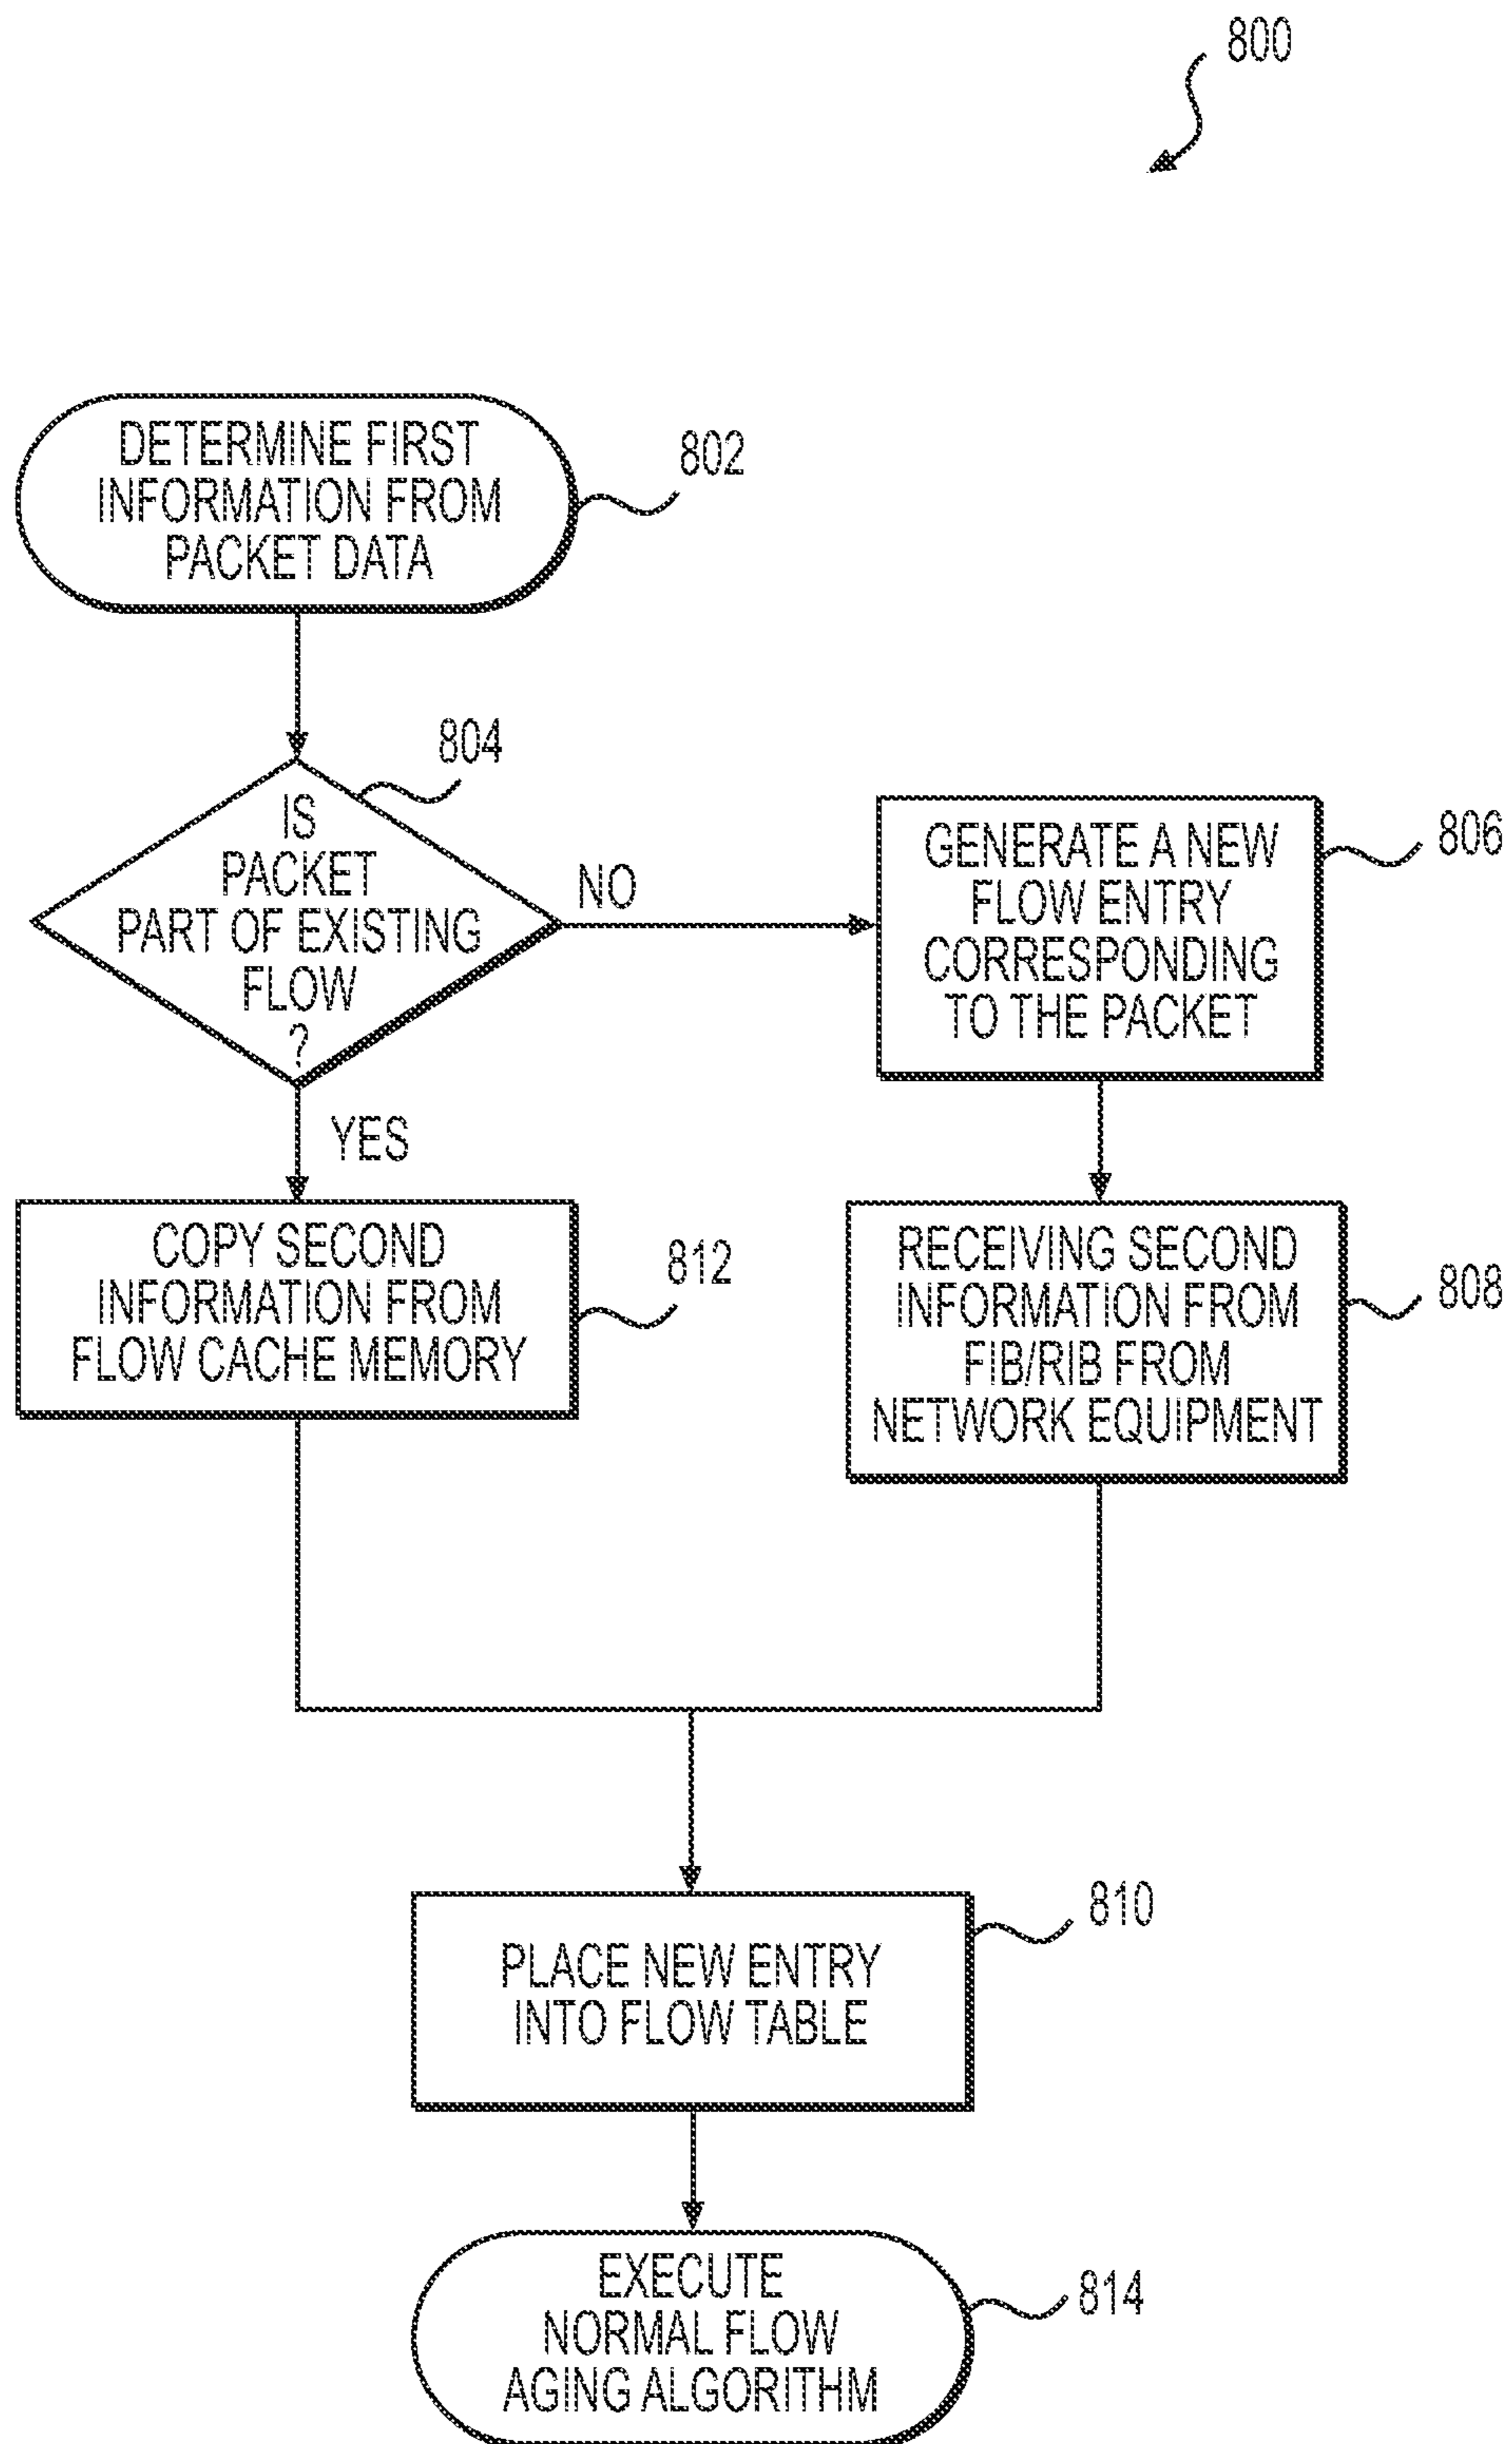 800
DETERMINE FIRST
INFORMATION FROM
PACKET DATA
802
804
IS
PACKET
PART OF EXISTING
FLOW
?
NO
YES
GENERATE A NEW
FLOW ENTRY
CORRESPONDING
TO THE PACKET
806
COPY SECOND
INFORMATION FROM
FLOW CACHE MEMORY
812
RECEIVING SECOND
INFORMATION FROM
FIB/RIB FROM
NETWORK EQUIPMENT
808
PLACE NEW ENTRY
INTO FLOW TABLE
810
EXECUTE
NORMAL FLOW
AGING ALGORITHM
814